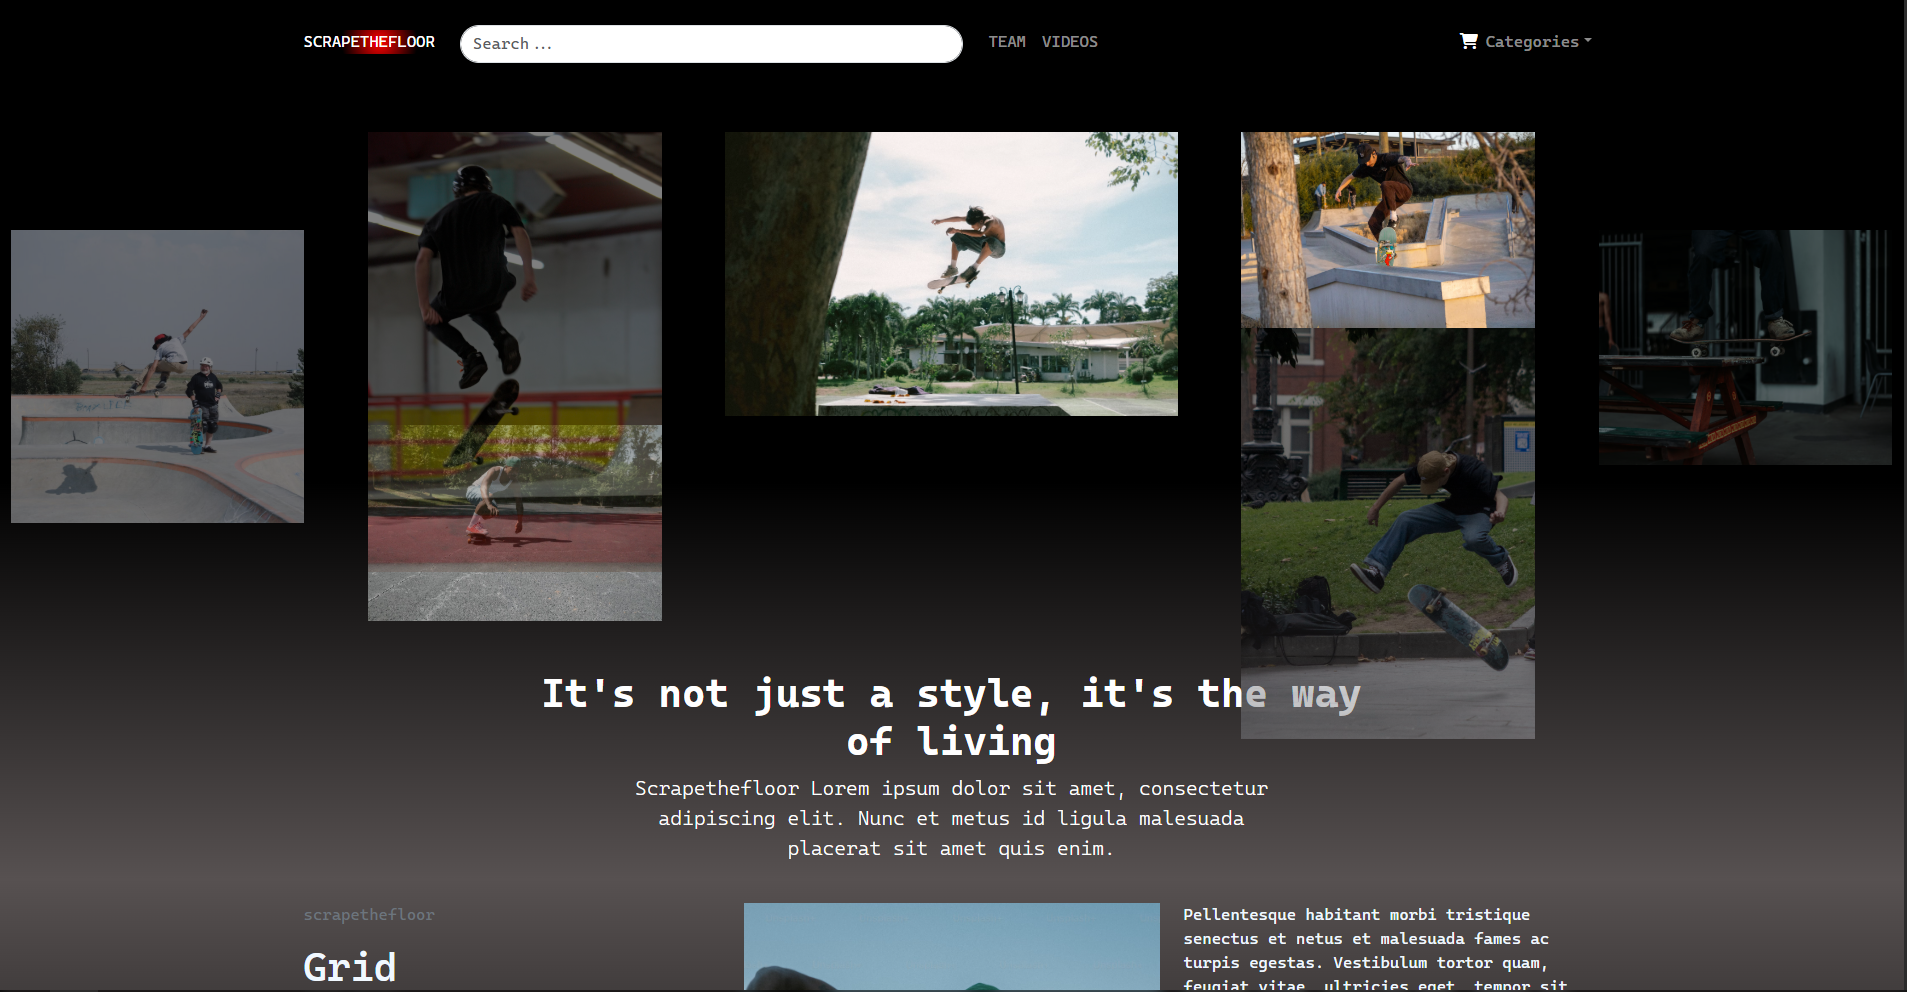 SCRAPETHEFLOOR
Search ...
TEAM VIDEOS
Categories
It's not just a style, it's the way
of living
Scrapethefloor Lorem ipsum dolor sit amet, consectetur
adipiscing elit. Nunc et metus id ligula malesuada
placerat sit amet quis enim.
scrapethefloor
Grid
Pellentesque habitant morbi tristique
senectus et netus et malesuada fames ac
turpis egestas. Vestibulum tortor quam,
feugiat vitae, ultricies eget, tempor sit